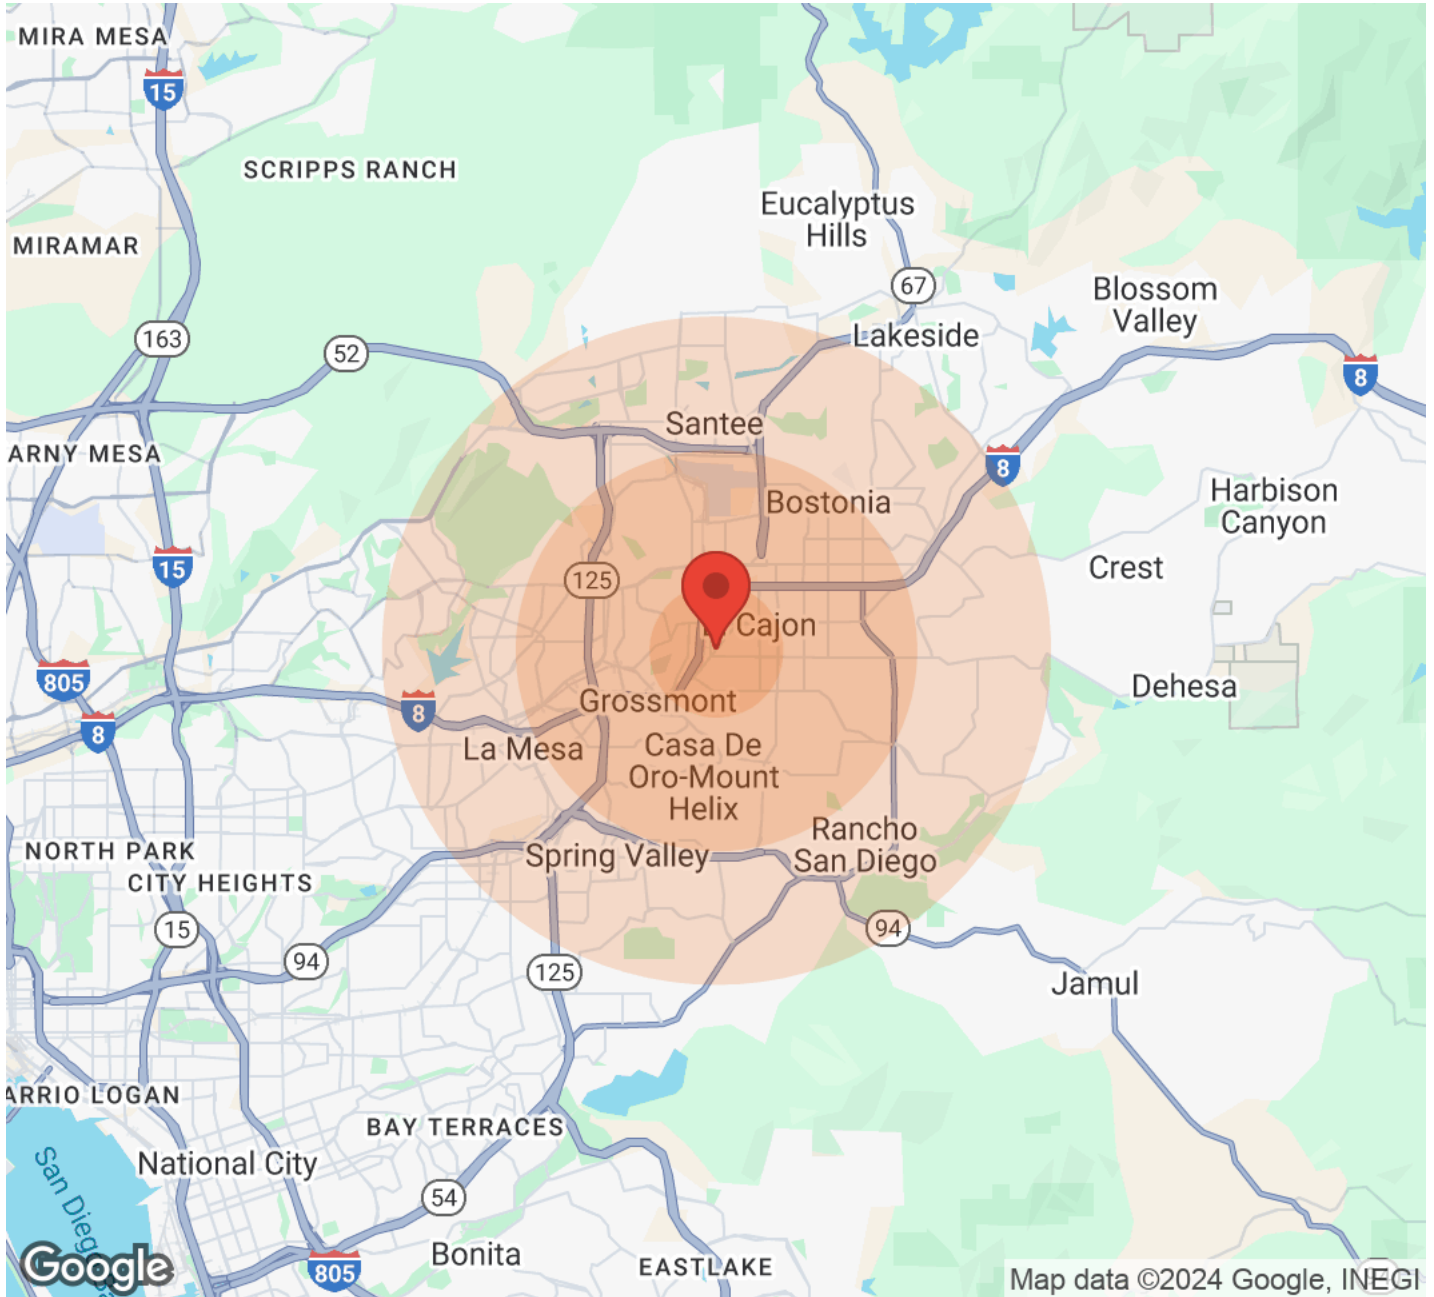 MIRA MESA
15
SCRIPPS RANCH
Eucalyptus
Hills
MIRAMAR
67
Blossom
Valley
163
52
Lakeside
8
Santee
ARNY MESA
8
Bostonia
Harbison
Canyon
15
125
Crest
Cajon
805
Dehesa
8
Grossmont
8
La Mesa
Casa De
Oro-Mount
Helix
Rancho
San Diego
NORTH PARK
Spring Valley
CITY HEIGHTS
15
94
94
125
Jamul
ARRIO LOGAN
BAY TERRACES
National City
San Dieg
54
Bonita
EASTLAKE
805
Google
Map data ©2024 Google, INEGI